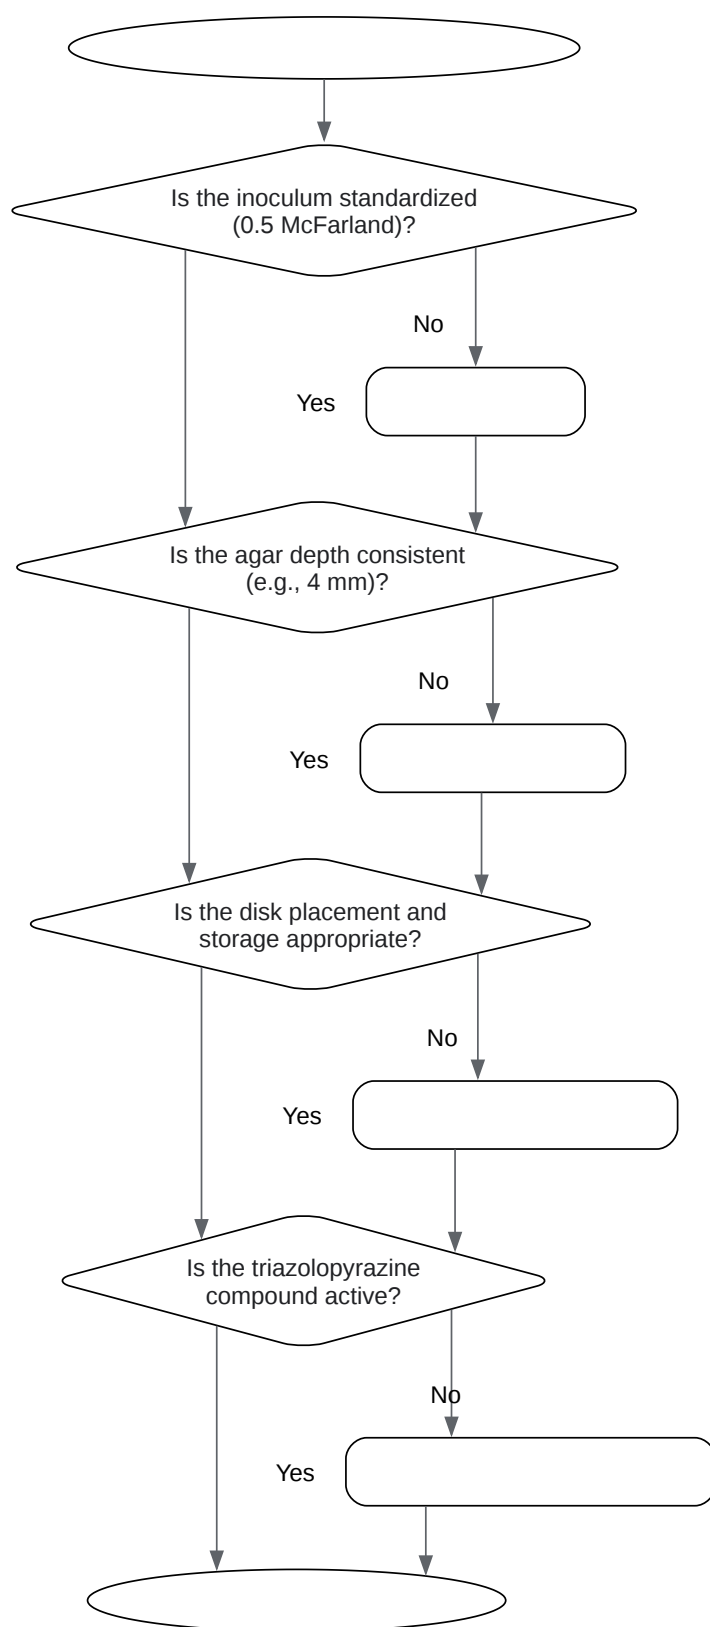 Is the inoculum standardized
(0.5 McFarland)?
No
Yes
Is the agar depth consistent
(e.g., 4 mm)?
No
Yes
Is the disk placement and
storage appropriate?
No
Yes
Is the triazolopyrazine
compound active?
No
Yes